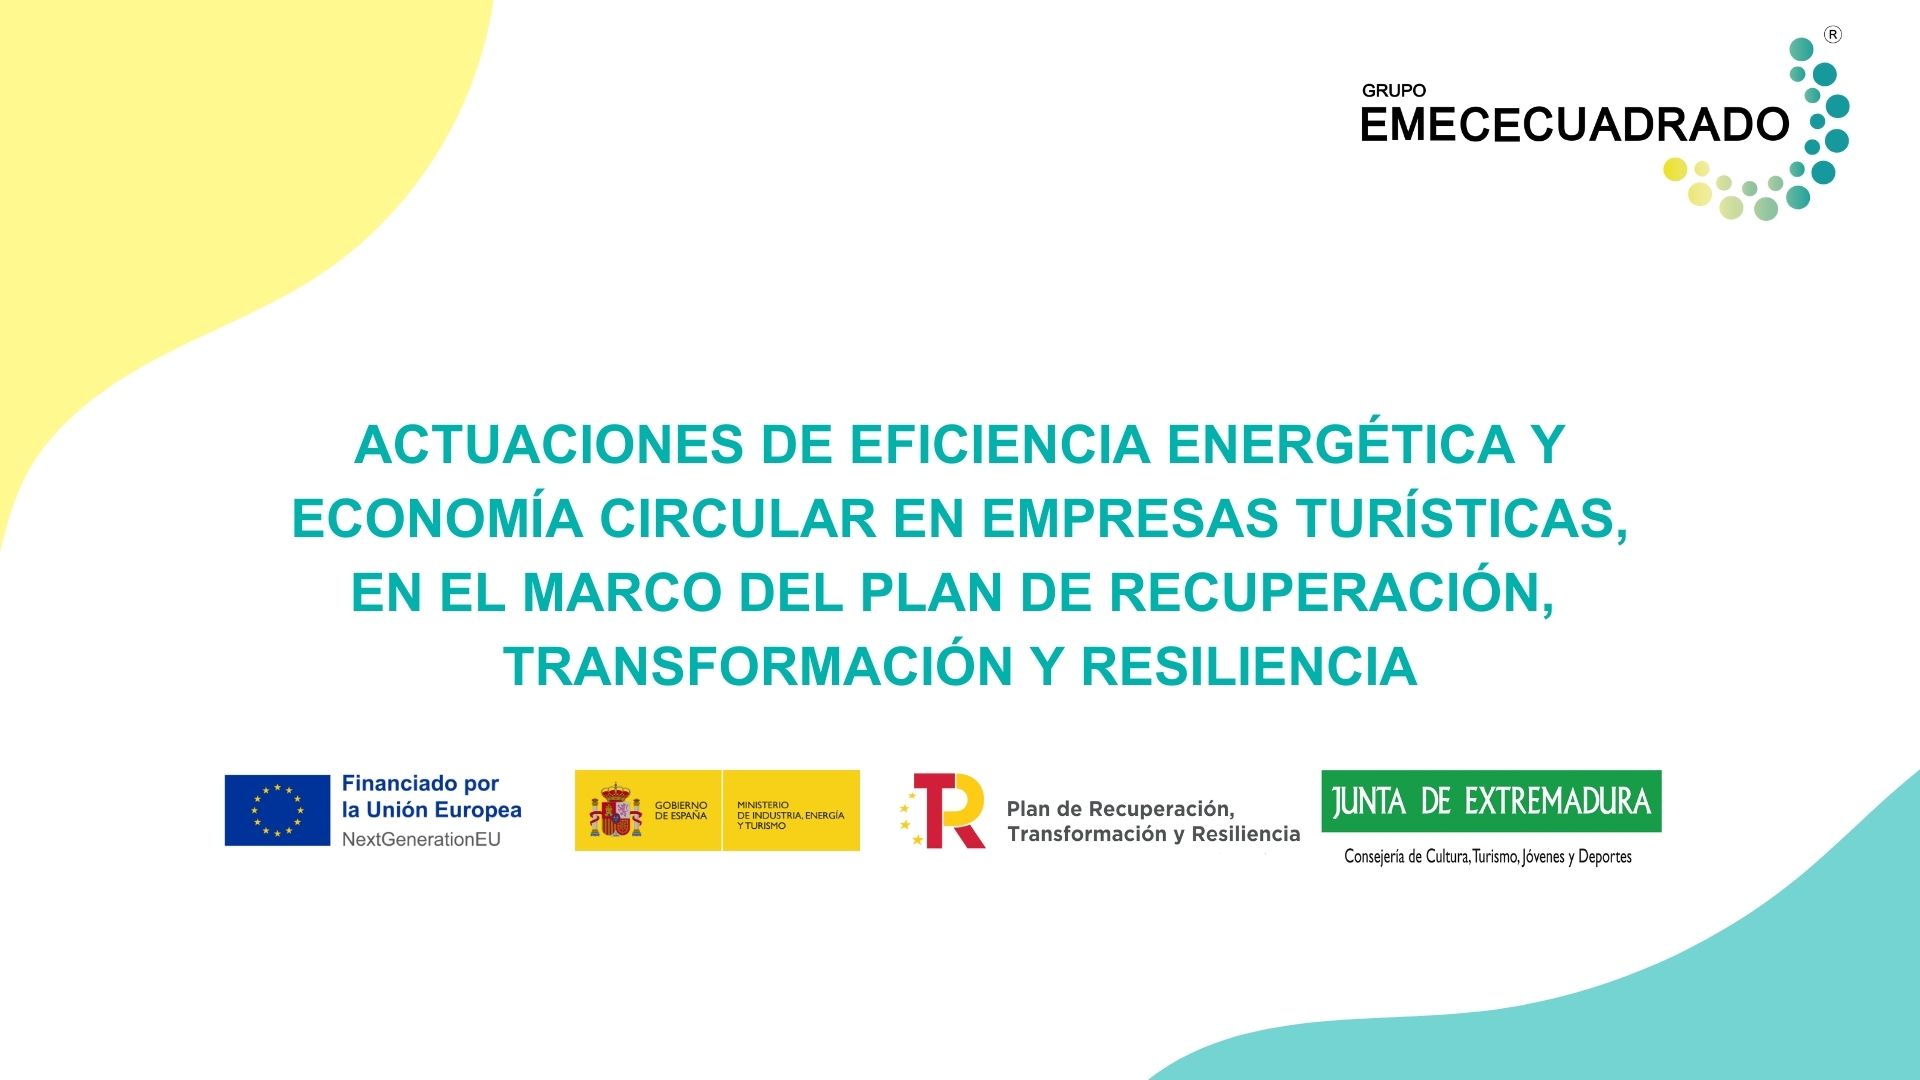 ®
GRUPO
EMECECUADRADO
ACTUACIONES DE EFICIENCIA ENERGÉTICA Y
ECONOMÍA CIRCULAR EN EMPRESAS TURÍSTICAS,
EN EL MARCO DEL PLAN DE RECUPERACIÓN,
TRANSFORMACIÓN Y RESILIENCIA
Financiado por
la Unión Europea
NextGenerationEU
GOBIERNO
DE ESPAÑA
MINISTERIO
DE INDUSTRIA, ENERGÍA
Y TURISMO
TR
Plan de Recuperación,
Transformación y Resiliencia
JUNTA DE EXTREMADURA
Consejería de Cultura, Turismo, Jóvenes y Deportes